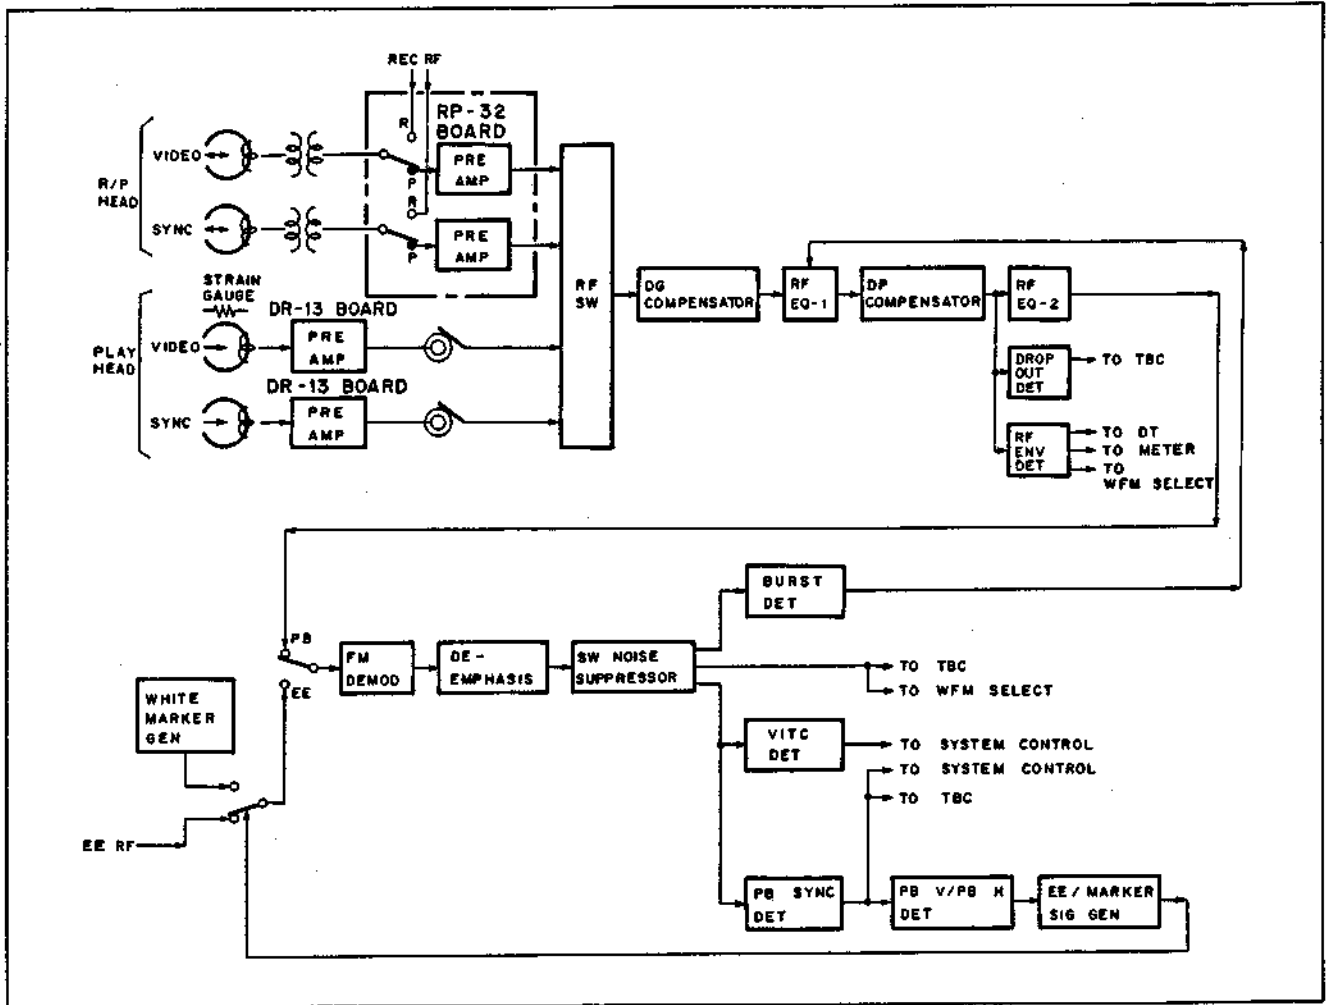 REC RF
RP-32
BOARD
R
VIDEO
PRE
AMP
P
R/P
HEAD
R
SYNC
PRE
AMP
P
STRAIN
GAUGE
DR-13 BOARD
PLAY
HEAD
VIDEO
PRE
AMP
DR-13 BOARD
SYNC
PRE
AMP
RF
SW
DG
COMPENSATOR
RF
EQ-1
DP
COMPENSATOR
RF
EQ-2
DROP
OUT
DET
TO TBC
RF
ENV
DET
TO DT
TO METER
TO
WFM SELECT
BURST
DET
PB
FM
DEMOD
DE-
EMPHASIS
SW NOISE
SUPPRESSOR
TO TBC
TO WFM SELECT
EE
WHITE
MARKER
GEN
VITC
DET
TO SYSTEM CONTROL
TO SYSTEM CONTROL
TO TBC
EE RF
PB SYNC
DET
PB V/PB H
DET
EE/MARKER
SIG GEN